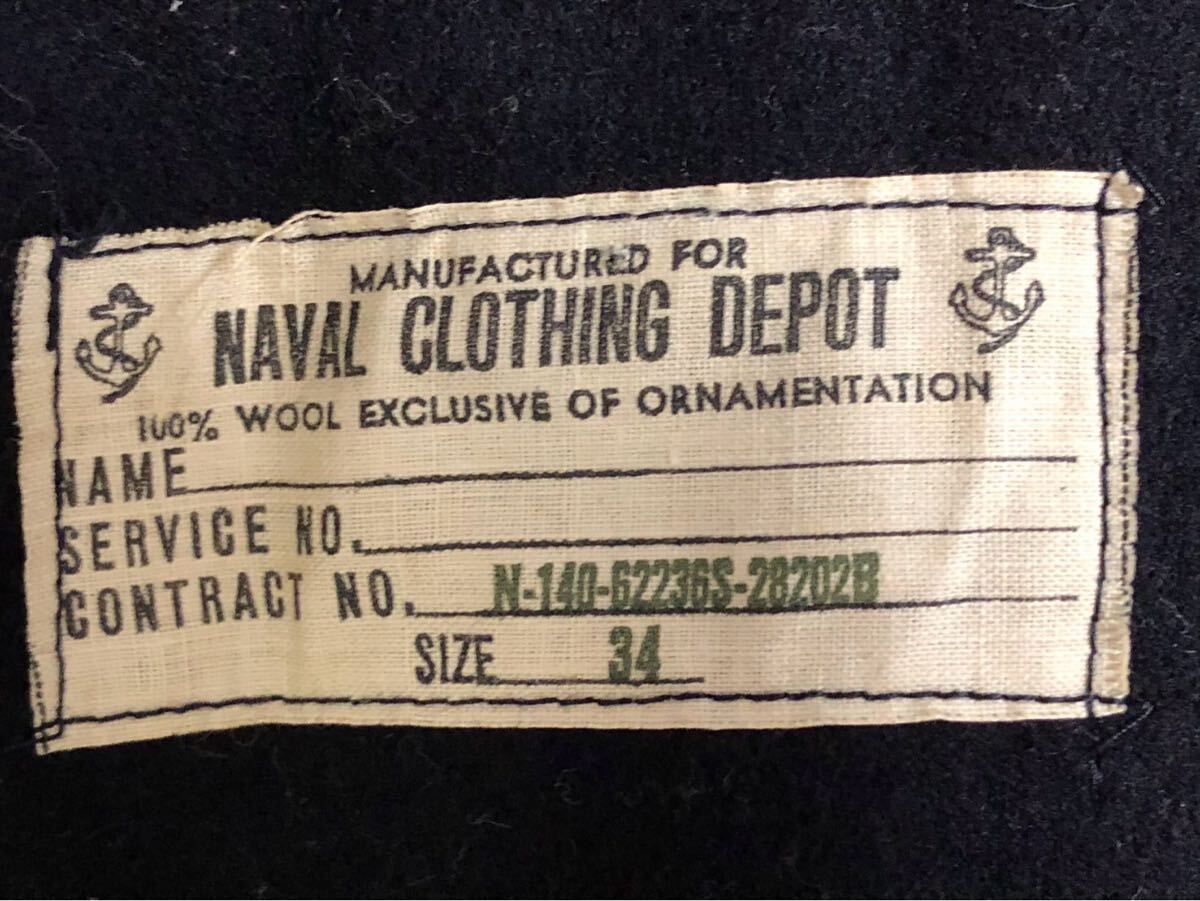 MANUFACTURED FOR
NAVAL CLOTHING DEPOT
100% WOOL EXCLUSIVE OF ORNAMENTATION
NAME
SERVICE NO.
CONTRACT NO. N-140-62236S-28202B
SIZE 34